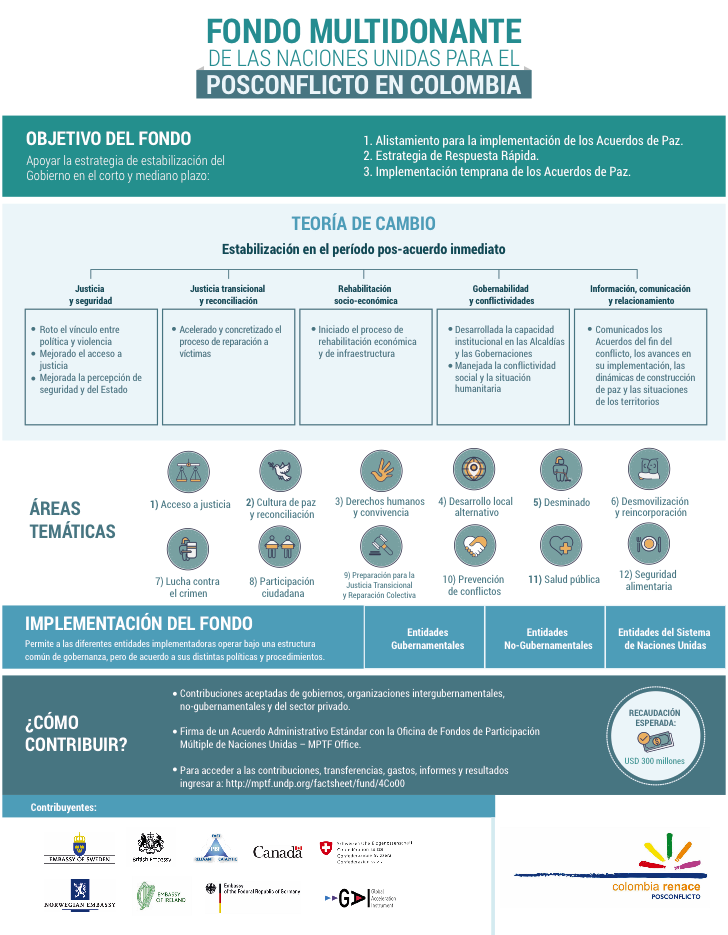 FONDO MULTIDONANTE
DE LAS NACIONES UNIDAS PARA EL
POSCONFLICTO EN COLOMBIA
OBJETIVO DEL FONDO
Apoyar la estrategia de estabilización del
Gobierno en el corto y mediano plazo:
1. Alistamiento para la implementación de los Acuerdos de Paz.
2. Estrategia de Respuesta Rápida.
3. Implementación temprana de los Acuerdos de Paz.
TEORÍA DE CAMBIO
Estabilización en el período pos-acuerdo inmediato
Justicia
y seguridad
• Roto el vínculo entre
política y violencia
• Mejorado el acceso a
justicia
• Mejorada la percepción de
seguridad y del Estado
Justicia transicional
y reconciliación
• Acelerado y concretizado el
proceso de reparación a
víctimas
Rehabilitación
socio-económica
• Iniciado el proceso de
rehabilitación económica
y de infraestructura
Gobernabilidad
y conflictividades
• Desarrollada la capacidad
institucional en las Alcaldías
y las Gobernaciones
• Manejada la conflictividad
social y la situación
humanitaria
Información, comunicación
y relacionamiento
• Comunicados los
Acuerdos del fin del
conflicto, los avances en
su implementación, las
dinámicas de construcción
de paz y las situaciones
de los territorios
ÁREAS
TEMÁTICAS
1) Acceso a justicia
2) Cultura de paz
y reconciliación
3) Derechos humanos
y convivencia
4) Desarrollo local
alternativo
5) Desminado
6) Desmovilización
y reincorporación
7) Lucha contra
el crimen
8) Participación
ciudadana
9) Preparación para la
Justicia Transicional
y Reparación Colectiva
10) Prevención
de conflictos
11) Salud pública
12) Seguridad
alimentaria
IMPLEMENTACIÓN DEL FONDO
Permite a las diferentes entidades implementadoras operar bajo una estructura
común de gobernanza, pero de acuerdo a sus distintas políticas y procedimientos.
Entidades
Gubernamentales
Entidades
No-Gubernamentales
Entidades del Sistema
de Naciones Unidas
¿CÓMO
CONTRIBUIR?
• Contribuciones aceptadas de gobiernos, organizaciones intergubernamentales,
no-gubernamentales y del sector privado.
• Firma de un Acuerdo Administrativo Estándar con la Oficina de Fondos de Participación
Múltiple de Naciones Unidas – MPTF Office.
• Para acceder a las contribuciones, transferencias, gastos, informes y resultados
ingresar a: http://mptf.undp.org/factsheet/fund/4Co00
RECAUDACIÓN
ESPERADA:
USD 300 millones
Contribuyentes:
EMBASSY OF SWEDEN
British Embassy
FAST
PBF
RELEVANT CATALYTIC
Canada
Schweizerische Eidgenossenschaft
Confédération suisse
Confederazione Svizzera
Confederaziun svizra
NORWEGIAN EMBASSY
EMBASSY
OF IRELAND
Embassy
of the Federal Republic of Germany
GAI
Global
Acceleration
Instrument
colombia renace
POSCONFLICTO